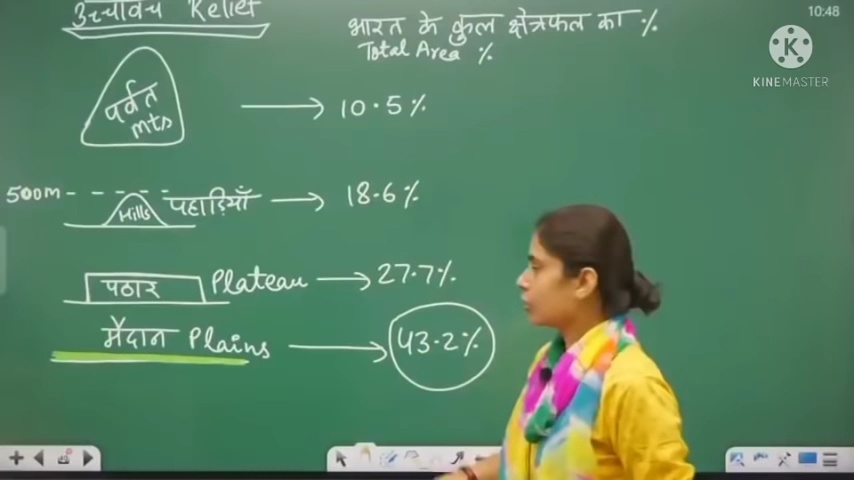 उच्चावच Relief
भारत के कुल क्षेत्रफल का %
Total Area %
10:48
K
KINEMASTER
पर्वत
mts
10.5%
500m
Hills
पहाड़ियाँ
18.6%
पठार
Plateau
27.7%
मैदान Plains
43.2%